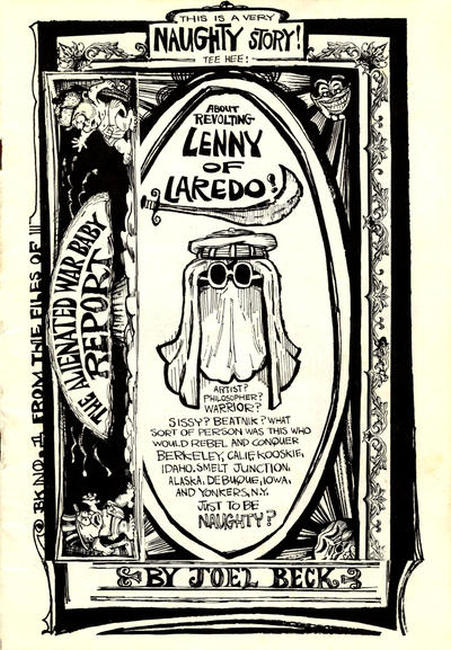 THIS IS A VERY
NAUGHTY STORY!
TEE HEE!
ABOUT
REVOLTING
LENNY
OF
LAREDO!
ARTIST?
PHILOSOPHER?
WARRIOR?
SISSY? BEATNIK? WHAT
SORT OF PERSON WAS THIS WHO
WOULD REBEL AND CONQUER
BERKELEY, CALIF. KOOSKIE,
IDAHO. SMELT JUNCTION,
ALASKA, DEBUQUE, IOWA,
AND YONKERS, N.Y.
JUST TO BE
NAUGHTY?
BK NO. 1 FROM THE FILES OF
THE ALIENATED WAR BABY
REPORT
BY JOEL BECK